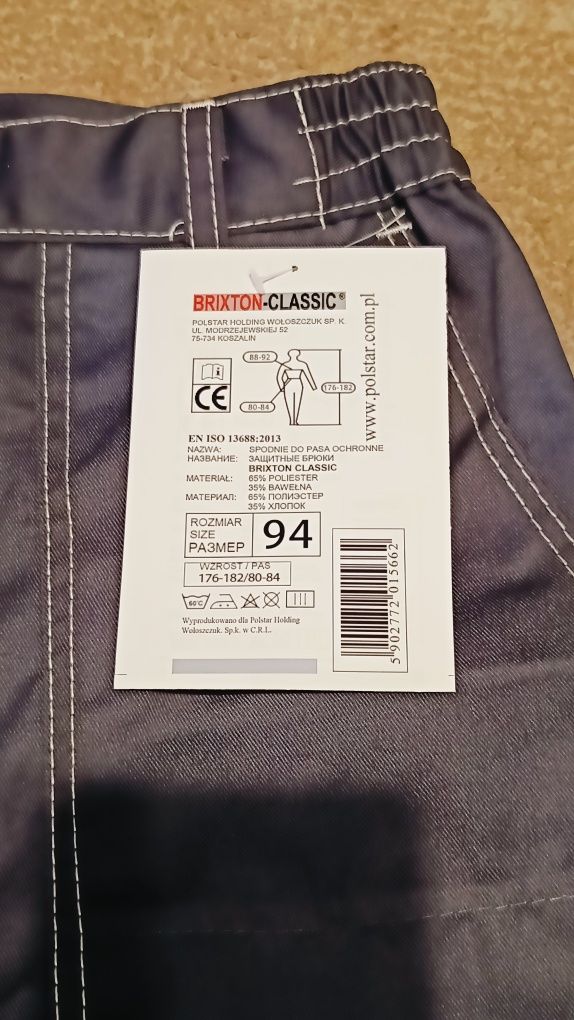 BRIXTON-CLASSIC®
POLSTAR HOLDING WOŁOSZCZUK SP. K.
UL. MODRZEJEWSKIEJ 52
75-734 KOSZALIN
88-92
176-182
80-84
www.polstar.com.pl
i
CE
EN ISO 13688:2013
NAZWA: SPODNIE DO PASA OCHRONNE
НАЗВАНИЕ: ЗАЩИТНЫЕ БРЮКИ
BRIXTON CLASSIC
MATERIAŁ: 65% POLIESTER
35% BAWEŁNA
МАТЕРИАЛ: 65% ПОЛИЭСТЕР
35% ХЛОПОК
ROZMIAR
SIZE
РАЗМЕР
94
WZROST / PAS
176-182/80-84
60°C
Wyprodukowano dla Polstar Holding
Wołoszczuk. Sp.k. w C.R.L.
5 902772 015662